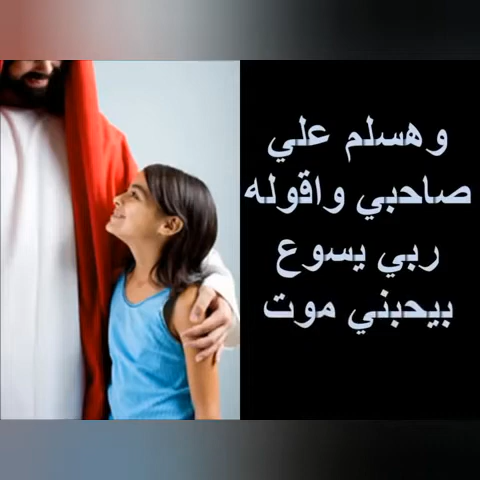 وهسلم علي
صاحبي واقوله
ربي يسوع
بيحبني موت